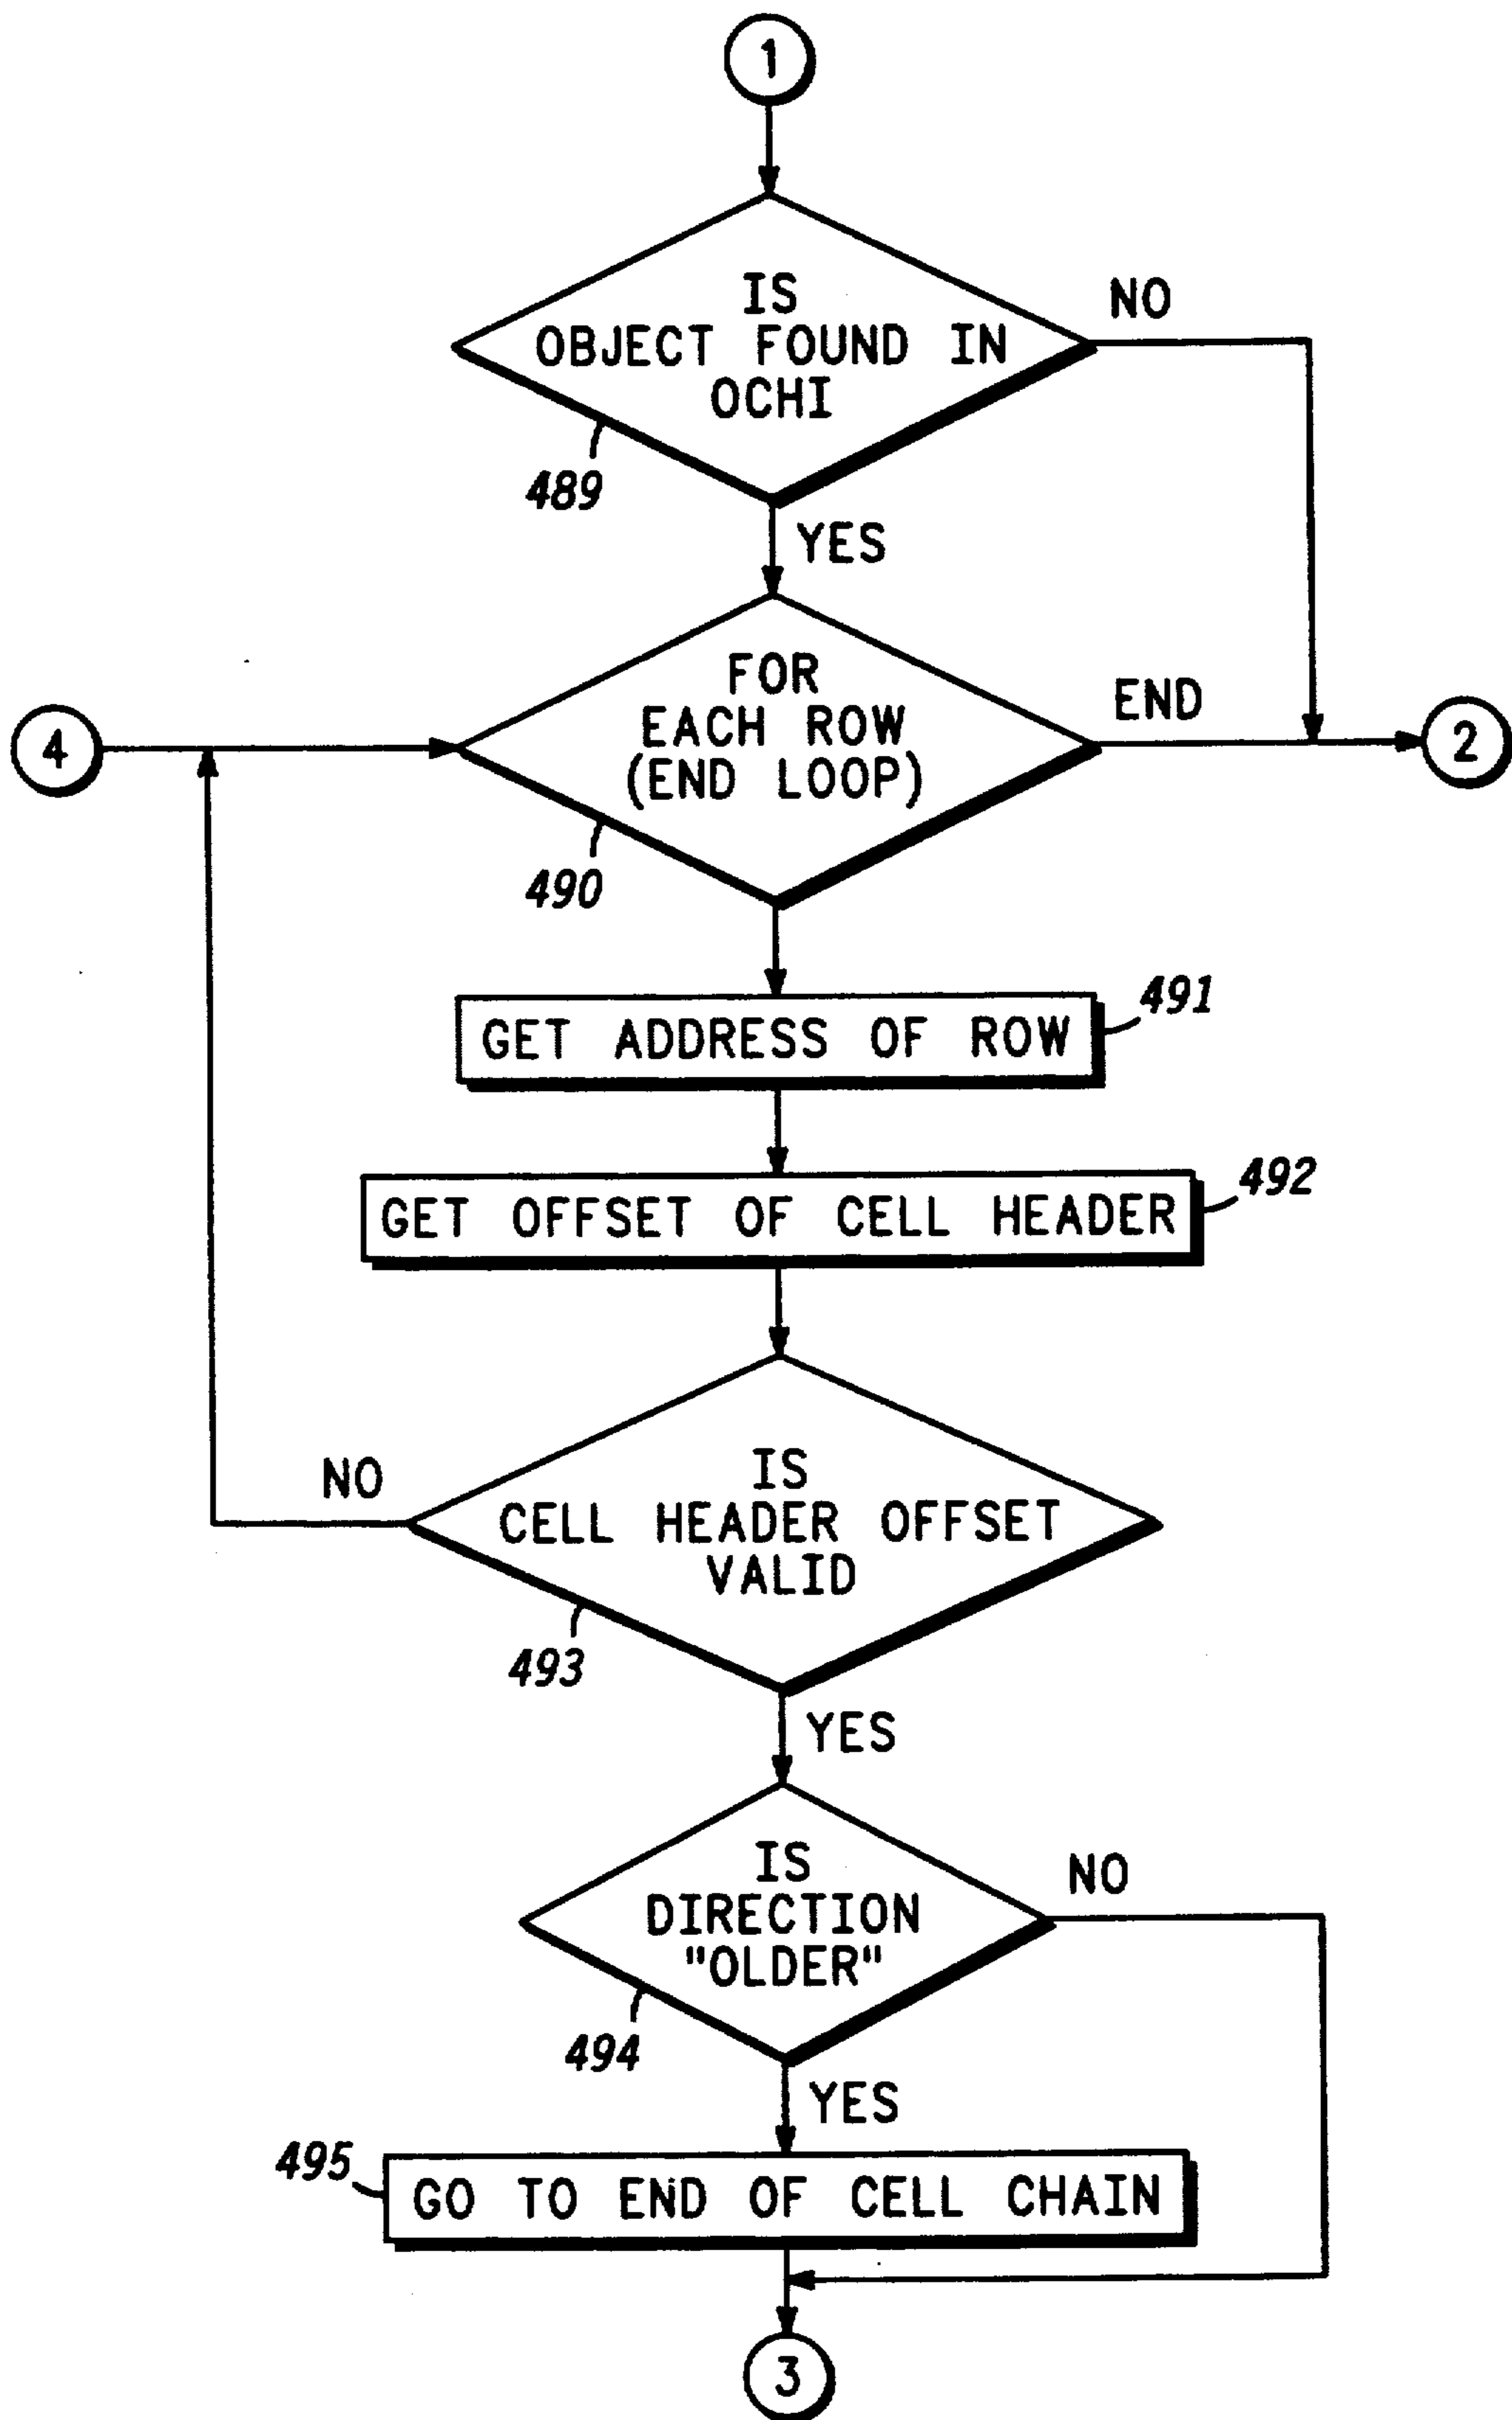 1
IS
OBJECT FOUND IN
OCHI
NO
489
YES
FOR
EACH ROW
(END LOOP)
END
4
2
490
GET ADDRESS OF ROW
491
GET OFFSET OF CELL HEADER
492
IS
CELL HEADER OFFSET
VALID
NO
493
YES
IS
DIRECTION
"OLDER"
NO
494
YES
495
GO TO END OF CELL CHAIN
3